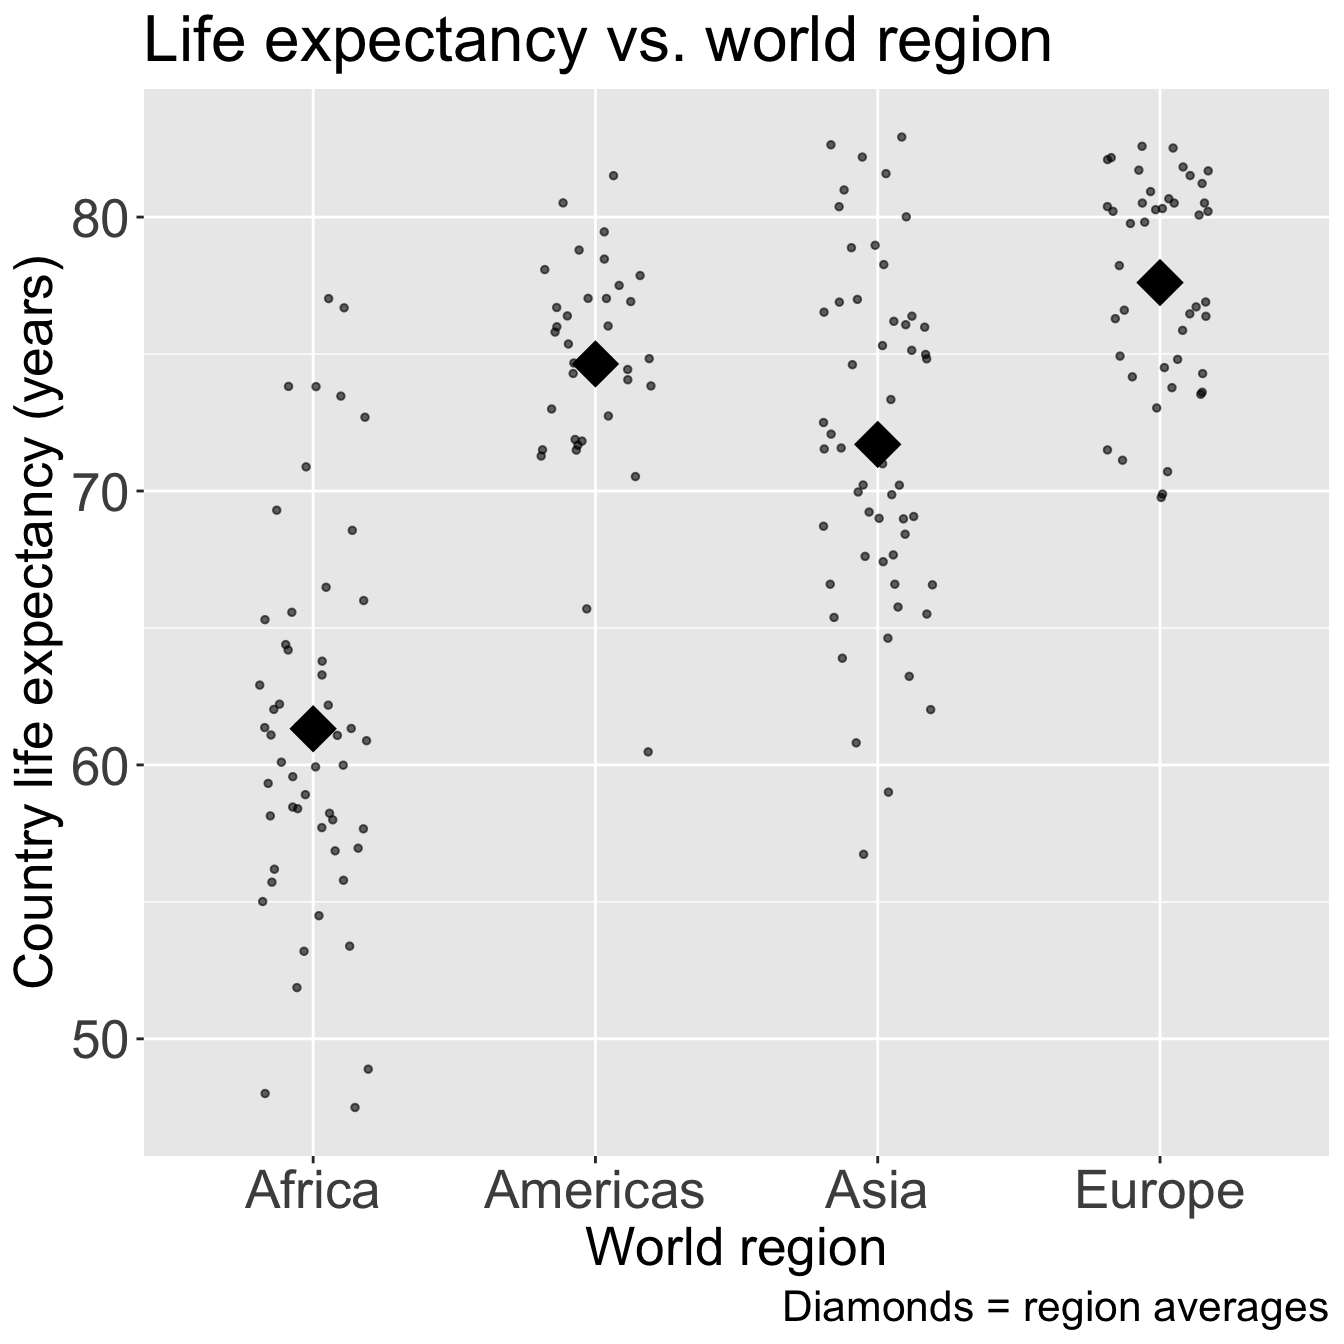 Life expectancy vs. world region
Country life expectancy (years)
80
70
60
50
Africa
Americas
Asia
Europe
World region
Diamonds = region averages